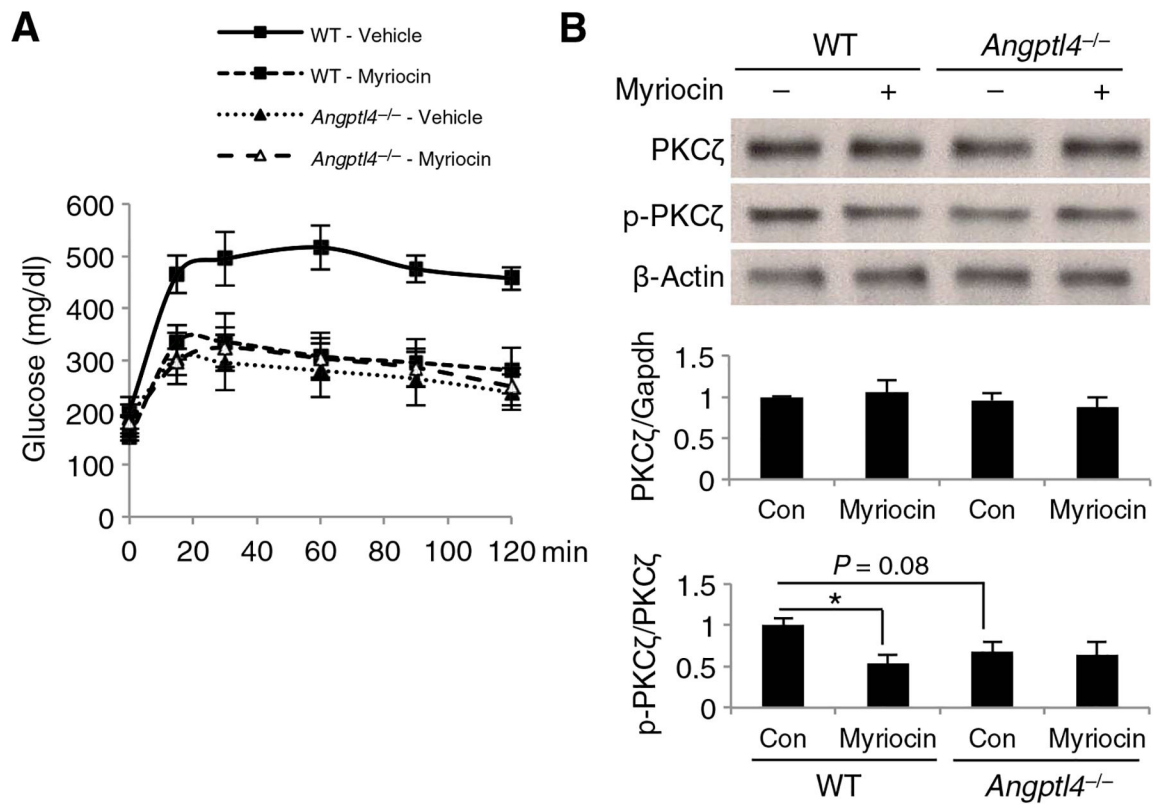 A
WT - Vehicle
WT - Myriocin
Angptl4–/– - Vehicle
Angptl4–/– - Myriocin
Glucose (mg/dl)
600
500
400
300
200
100
0
0 20 40 60 80 100 120 min
B
WT Angptl4–/–
Myriocin – + – +
PKCζ
p-PKCζ
β-Actin
PKCζ/Gapdh
1.5
1
0.5
0
Con Myriocin Con Myriocin
p-PKCζ/PKCζ
P = 0.08
*
1.5
1
0.5
0
Con Myriocin Con Myriocin
WT Angptl4–/–